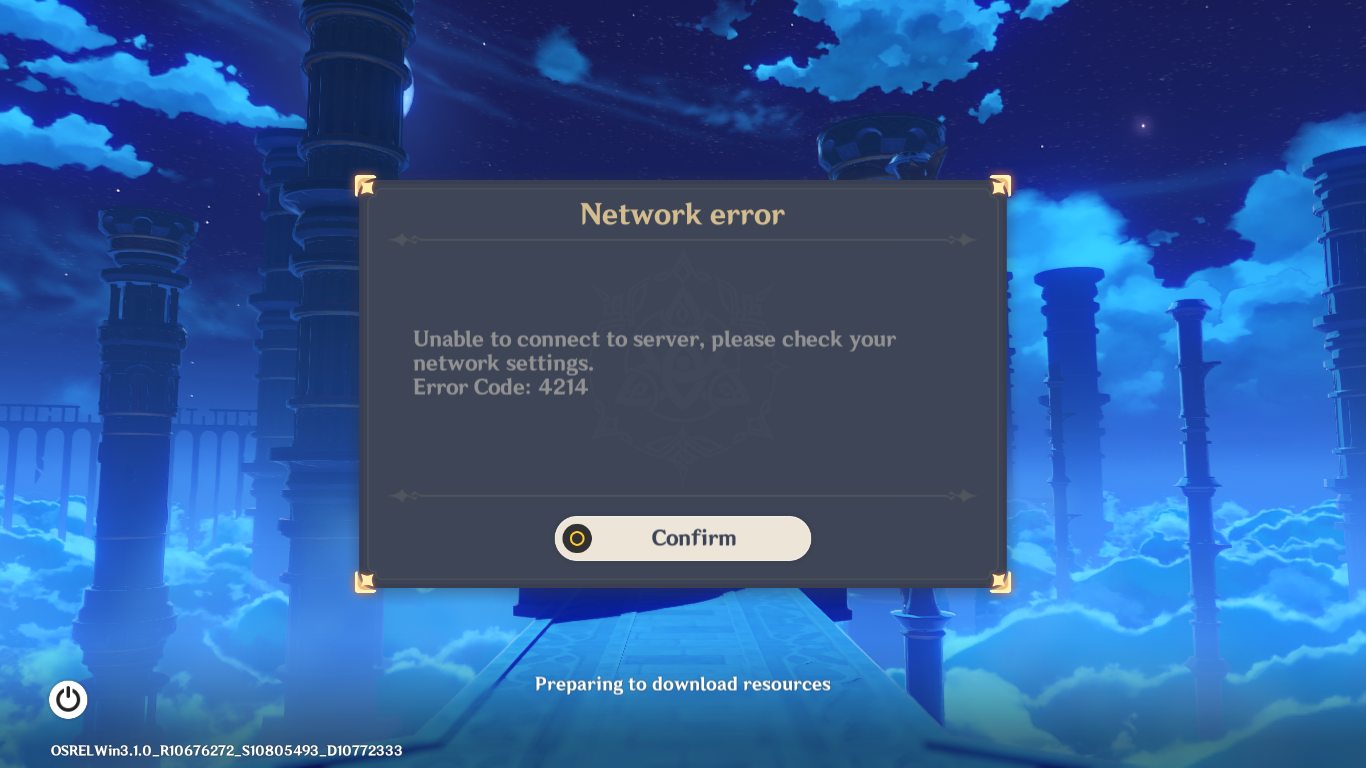 Network error
Unable to connect to server, please check your
network settings.
Error Code: 4214
Confirm
Preparing to download resources
OSRELWin3.1.0_R10676272_S10805493_D10772333